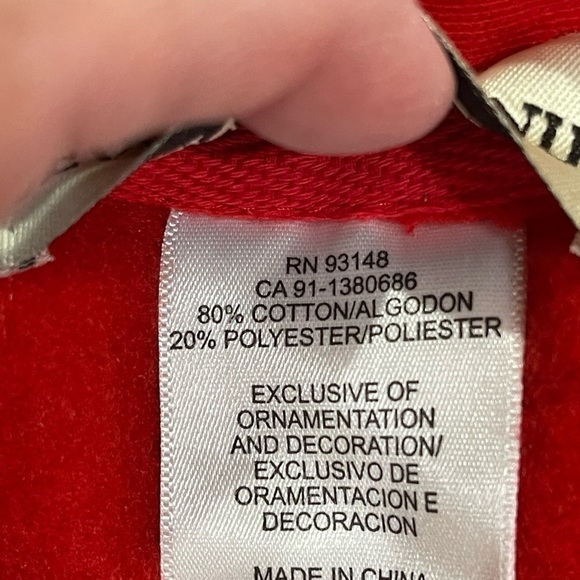 RN 93148
CA 91-1380686
80% COTTON/ALGODON
20% POLYESTER/POLIESTER
EXCLUSIVE OF
ORNAMENTATION
AND DECORATION/
EXCLUSIVO DE
ORAMENTACION E
DECORACION
MADE IN CHINA